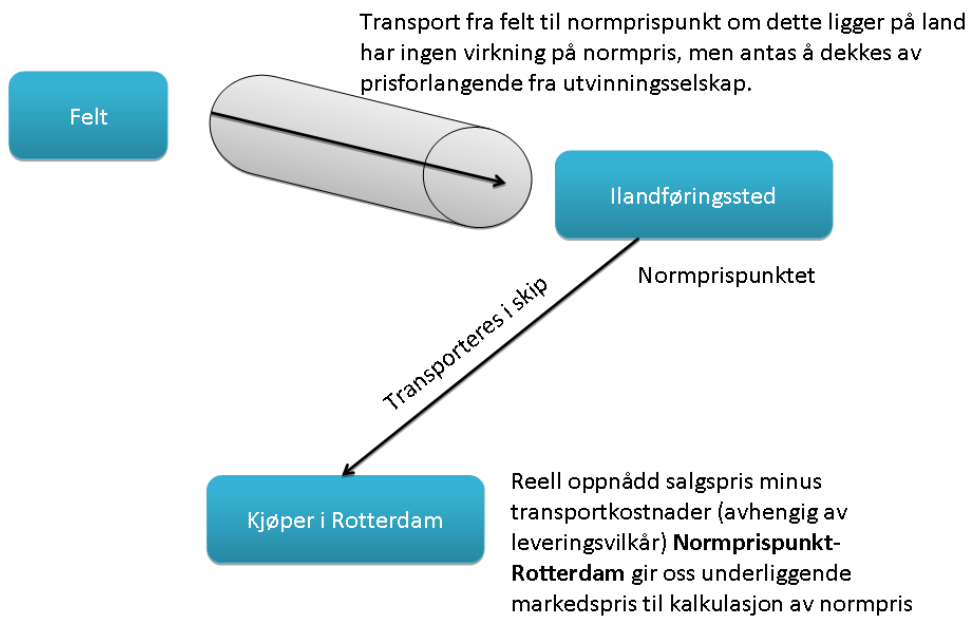 Transport fra felt til normprispunkt om dette ligger på land
har ingen virkning på normpris, men antas å dekkes av
prisforlangende fra utvinningsselskap.
Felt
Ilandføringssted
Normprispunktet
Transporteres i skip
Kjøper i Rotterdam
Reell oppnådd salgspris minus
transportkostnader (avhengig av
leveringsvilkår) Normprispunkt-
Rotterdam gir oss underliggende
markedspris til kalkulasjon av normpris